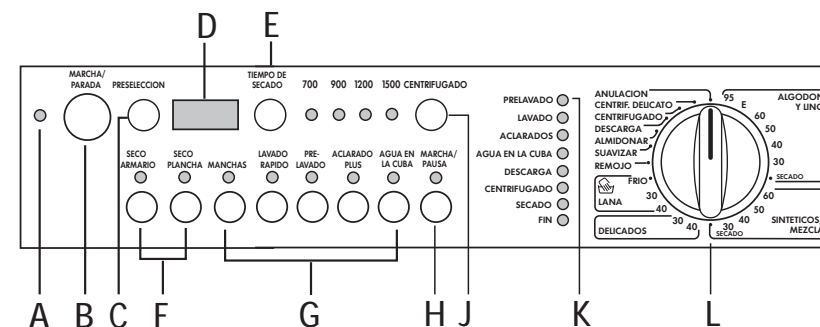 D
E
MARCHA/
PARADA
PRESELECCION
TIEMPO DE
SECADO
700 900 1200 1500 CENTRIFUGADO
SECO
ARMARIO
SECO
PLANCHA
MANCHAS
LAVADO
RAPIDO
PRE-
LAVADO
ACLARADO
PLUS
AGUA EN
LA CUBA
MARCHA/
PAUSA
PRELAVADO
LAVADO
ACLARADOS
AGUA EN LA CUBA
DESCARGA
CENTRIFUGADO
SECADO
FIN
ANULACION
CENTRIF. DELICATO
CENTRIFUGADO
DESCARGA
ALMIDONAR
SUAVIZAR
REMOJO
FRIO
30
LANA
40
DELICADOS
30
40
95
E
60
50
40
30
SECADO
60
50
40
30
SECADO
ALGODON
Y LINO
SINTETICOS,
MEZCLA
A B C F G H J K L